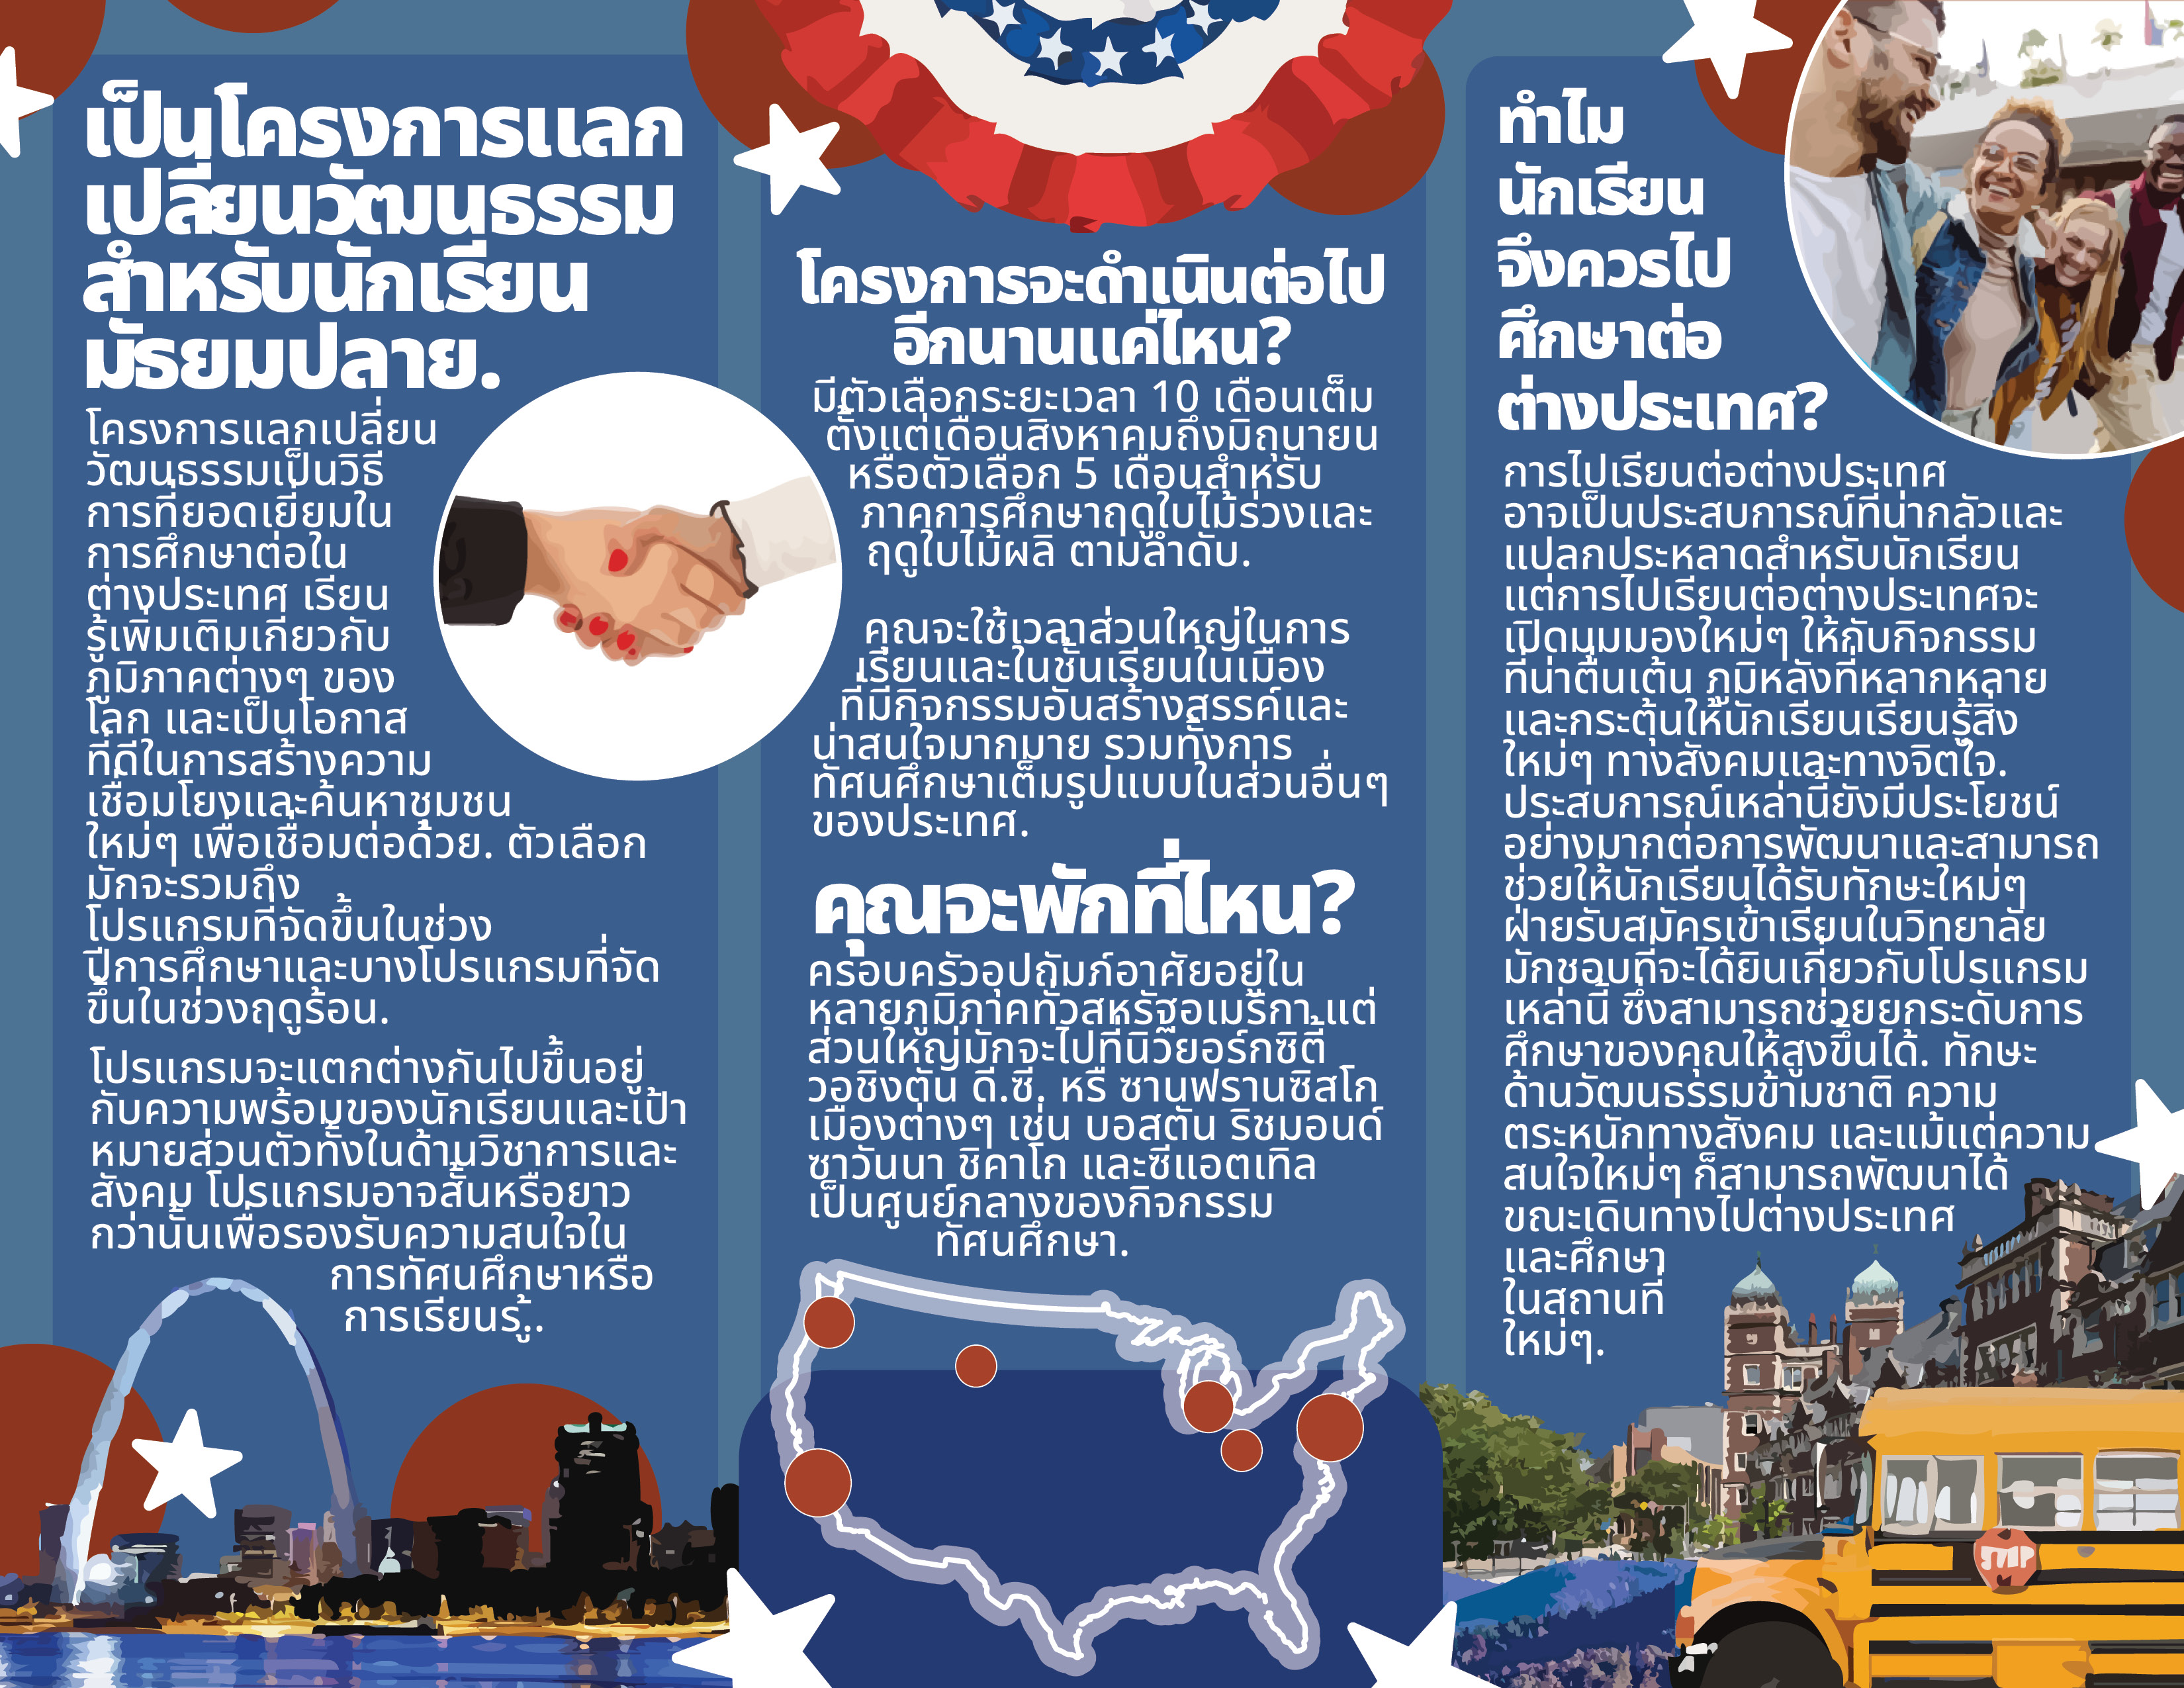 เป็นโครงการแลก
เปลี่ยนวัฒนธรรม
สำหรับนักเรียน
มัธยมปลาย.
โครงการแลกเปลี่ยน
วัฒนธรรมเป็นวิธี
การที่ยอดเยี่ยมใน
การศึกษาต่อใน
ต่างประเทศ เรียน
รู้เพิ่มเติมเกี่ยวกับ
ภูมิภาคต่างๆ ของ
โลก และเป็นโอกาส
ที่ดีในการสร้างความ
เชื่อมโยงและค้นหาชุมชน
ใหม่ๆ เพื่อเชื่อมต่อด้วย. ตัวเลือก
มักจะรวมถึง
โปรแกรมที่จัดขึ้นในช่วง
ปีการศึกษาและบางโปรแกรมที่จัด
ขึ้นในช่วงฤดูร้อน.
โปรแกรมจะแตกต่างกันไปขึ้นอยู่
กับความพร้อมของนักเรียนและเป้า
หมายส่วนตัวทั้งในด้านวิชาการและ
สังคม โปรแกรมอาจสั้นหรือยาว
กว่านั้นเพื่อรองรับความสนใจใน
การทัศนศึกษาหรือ
การเรียนรู้..
โครงการจะดำเนินต่อไป
อีกนานแค่ไหน?
มีตัวเลือกระยะเวลา 10 เดือนเต็ม
ตั้งแต่เดือนสิงหาคมถึงมิถุนายน
หรือตัวเลือก 5 เดือนสำหรับ
ภาคการศึกษาฤดูใบไม้ร่วงและ
ฤดูใบไม้ผลิ ตามลำดับ.
คุณจะใช้เวลาส่วนใหญ่ในการ
เรียนและในชั้นเรียนในเมือง
ที่มีกิจกรรมอันสร้างสรรค์และ
น่าสนใจมากมาย รวมทั้งการ
ทัศนศึกษาเต็มรูปแบบในส่วนอื่นๆ
ของประเทศ.
คุณจะพักที่ไหน?
ครอบครัวอุปถัมภ์อาศัยอยู่ใน
หลายภูมิภาคทั่วสหรัฐอเมริกา แต่
ส่วนใหญ่มักจะไปที่นิวยอร์กซิตี้
วอชิงตัน ดี.ซี. หรื ซานฟรานซิสโก
เมืองต่างๆ เช่น บอสตัน ริชมอนด์
ซาวันนา ชิคาโก และซีแอตเทิล
เป็นศูนย์กลางของกิจกรรม
ทัศนศึกษา.
ทำไม
นักเรียน
จึงควรไป
ศึกษาต่อ
ต่างประเทศ?
การไปเรียนต่อต่างประเทศ
อาจเป็นประสบการณ์ที่น่ากลัวและ
แปลกประหลาดสำหรับนักเรียน
แต่การไปเรียนต่อต่างประเทศจะ
เปิดมุมมองใหม่ๆ ให้กับกิจกรรม
ที่น่าตื่นเต้น ภูมิหลังที่หลากหลาย
และกระตุ้นให้นักเรียนเรียนรู้สิ่ง
ใหม่ๆ ทางสังคมและทางจิตใจ.
ประสบการณ์เหล่านี้ยังมีประโยชน์
อย่างมากต่อการพัฒนาและสามารถ
ช่วยให้นักเรียนได้รับทักษะใหม่ๆ
ฝ่ายรับสมัครเข้าเรียนในวิทยาลัย
มักชอบที่จะได้ยินเกี่ยวกับโปรแกรม
เหล่านี้ ซึ่งสามารถช่วยยกระดับการ
ศึกษาของคุณให้สูงขึ้นได้. ทักษะ
ด้านวัฒนธรรมข้ามชาติ ความ
ตระหนักทางสังคม และแม้แต่ความ
สนใจใหม่ๆ ก็สามารถพัฒนาได้
ขณะเดินทางไปต่างประเทศ
และศึกษา
ในสถานที่
ใหม่ๆ.